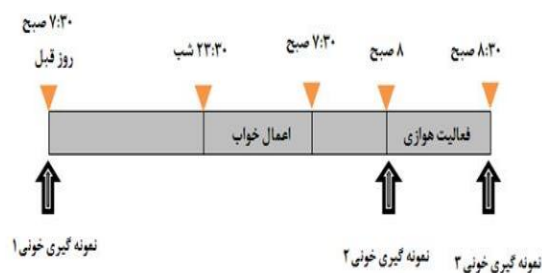 ۷:۳۰ صبح
روز قبل
۲۳:۳۰ شب
۷:۳۰ صبح
۸ صبح
۸:۳۰ صبح
اعمال خواب
فعالیت هوازی
نمونه گیری خونی ۱
نمونه گیری خونی ۲
نمونه گیری خونی ۳